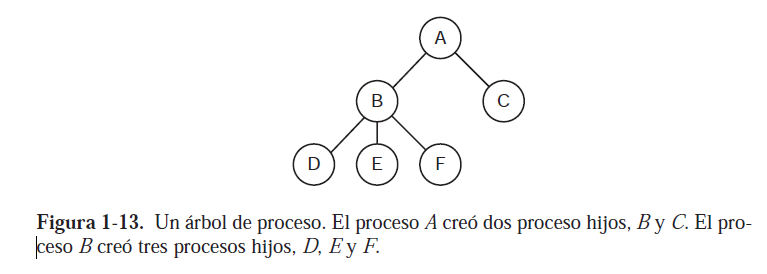 A
B
C
D
E
F
Figura 1-13. Un árbol de proceso. El proceso A creó dos proceso hijos, B y C. El pro-
ceso B creó tres procesos hijos, D, E y F.